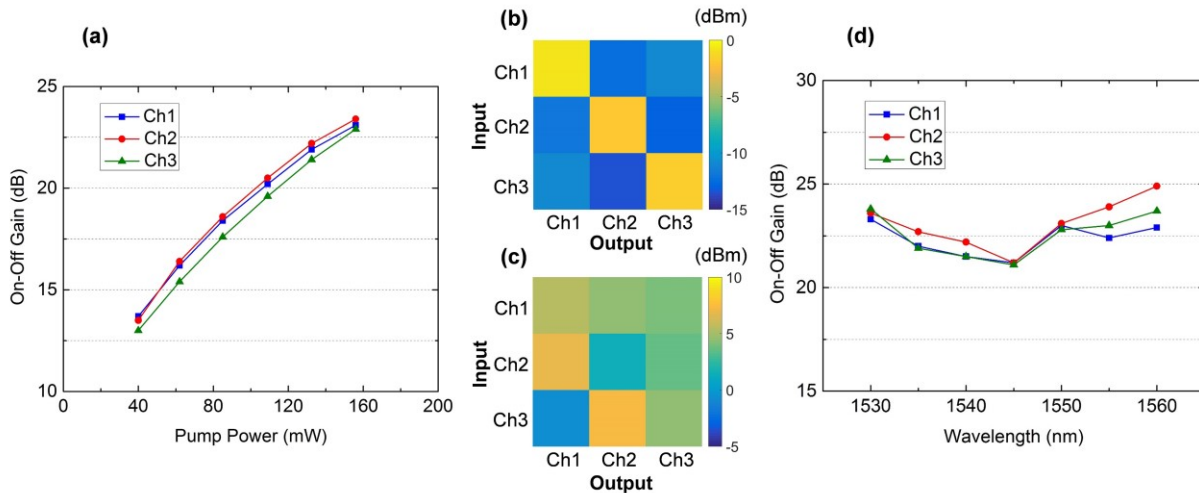 (a)
25
20
15
10
On-Off Gain (dB)
Ch1
Ch2
Ch3
0 40 80 120 160 200
Pump Power (mW)
(b)
(dBm)
Input
Ch1
Ch2
Ch3
0
-5
-10
-15
Ch1 Ch2 Ch3
Output
(c)
(dBm)
Input
Ch1
Ch2
Ch3
10
5
0
-5
Ch1 Ch2 Ch3
Output
(d)
30
25
20
15
On-Off Gain (dB)
Ch1
Ch2
Ch3
1530 1540 1550 1560
Wavelength (nm)